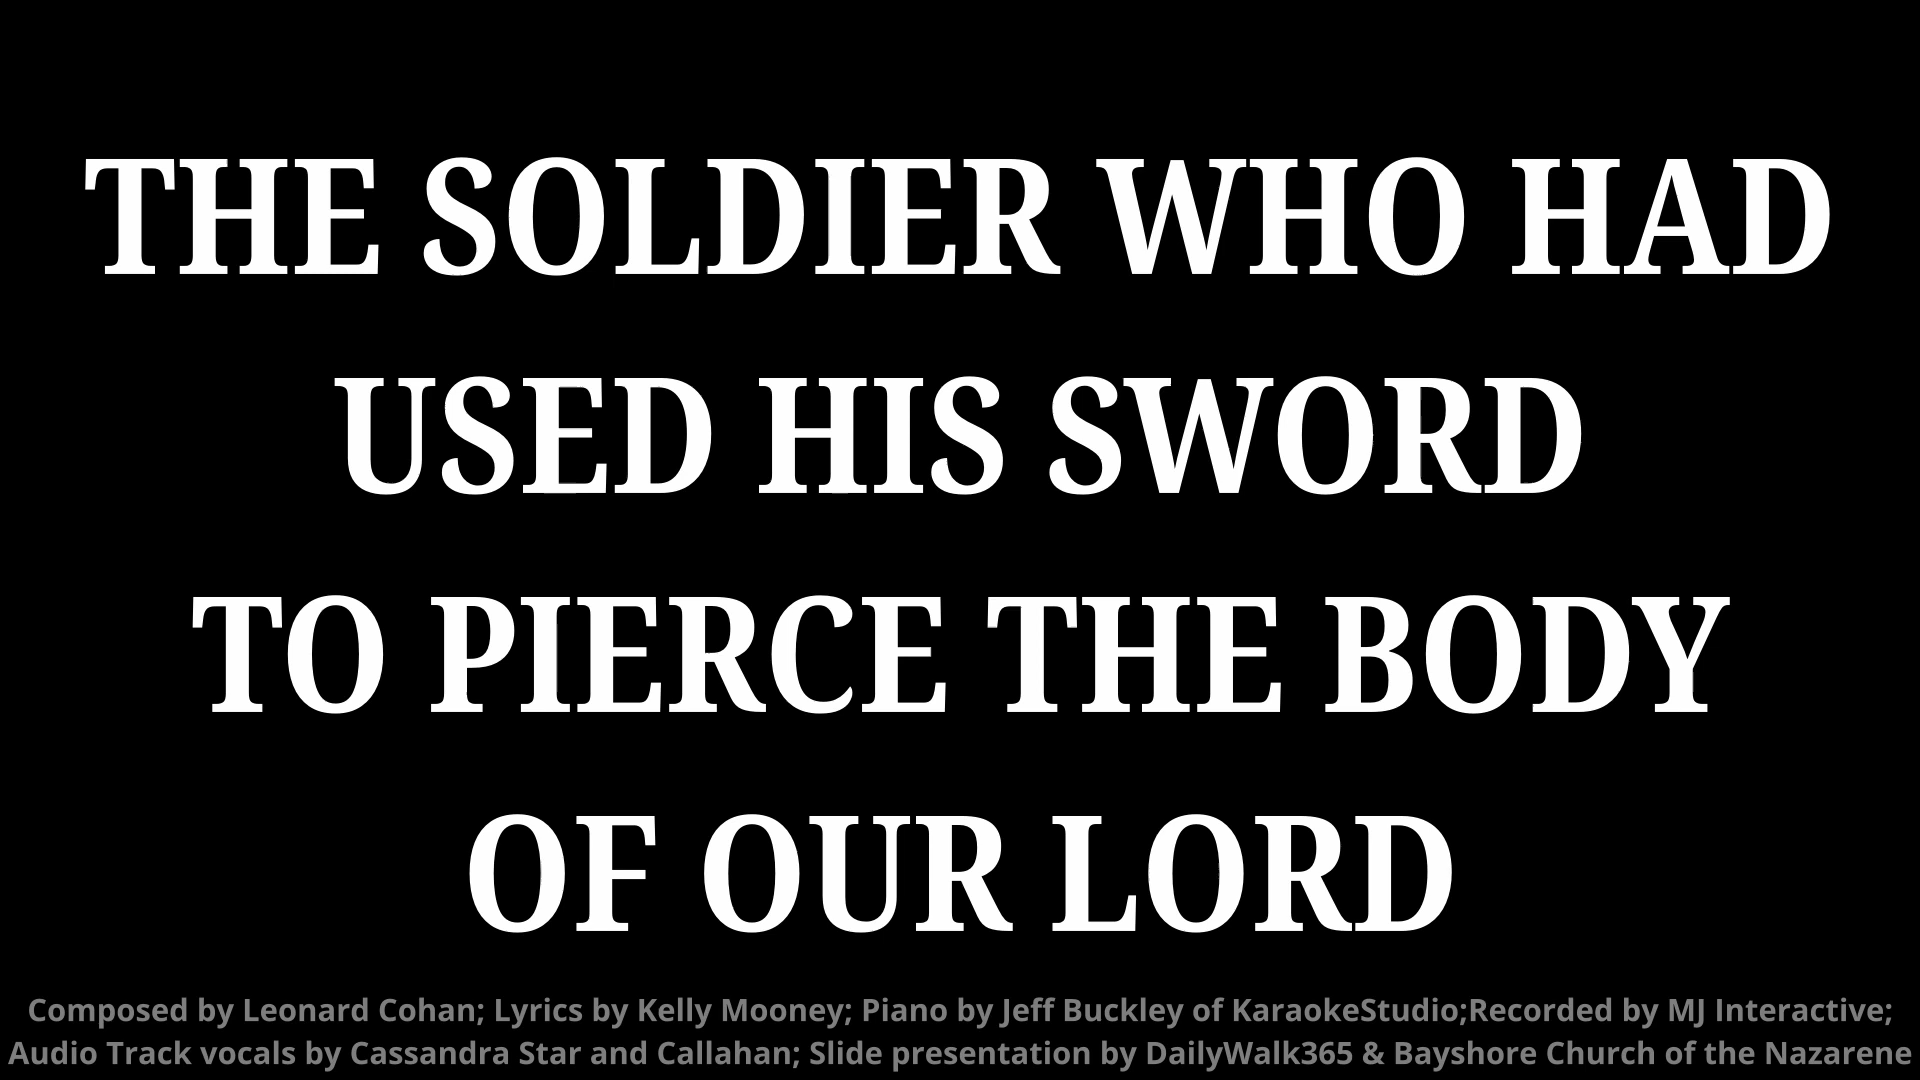 THE SOLDIER WHO HAD
USED HIS SWORD
TO PIERCE THE BODY
OF OUR LORD
Composed by Leonard Cohan; Lyrics by Kelly Mooney; Piano by Jeff Buckley of KaraokeStudio;Recorded by MJ Interactive;
Audio Track vocals by Cassandra Star and Callahan; Slide presentation by DailyWalk365 & Bayshore Church of the Nazarene